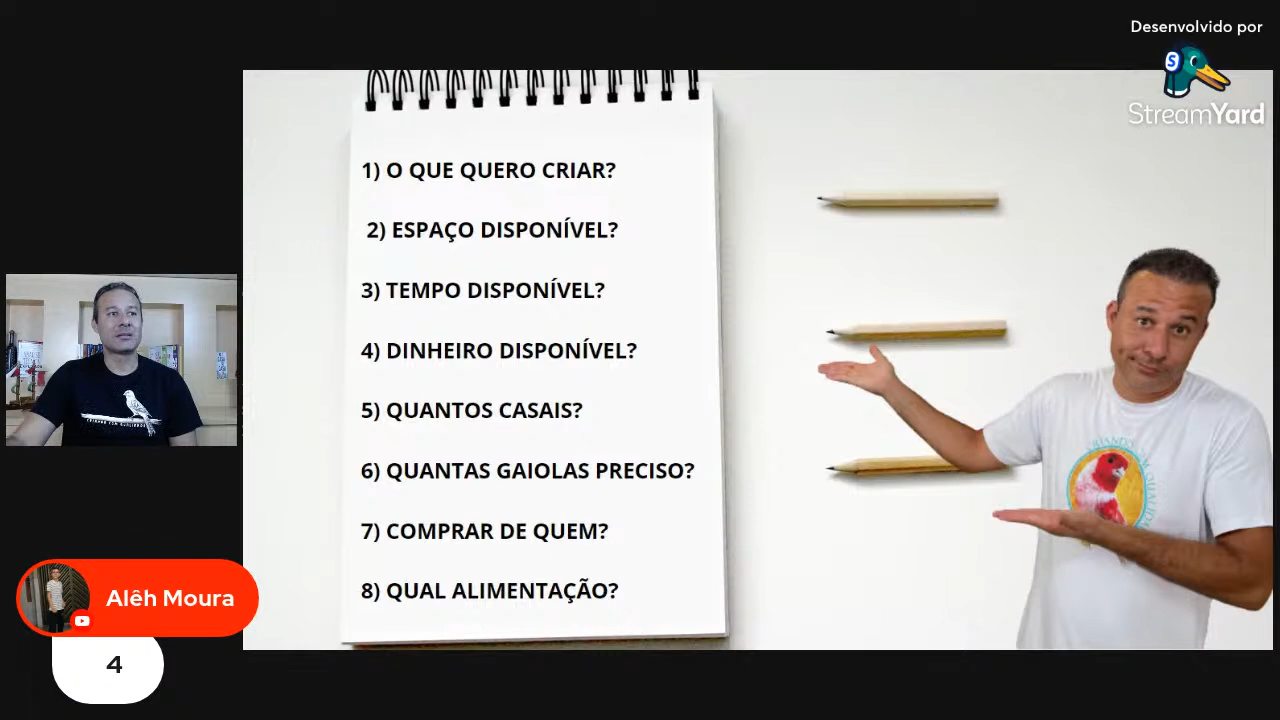 Desenvolvido por
StreamYard
1) O QUE QUERO CRIAR?
2) ESPAÇO DISPONÍVEL?
3) TEMPO DISPONÍVEL?
4) DINHEIRO DISPONÍVEL?
5) QUANTOS CASAIS?
6) QUANTAS GAIOLAS PRECISO?
7) COMPRAR DE QUEM?
8) QUAL ALIMENTAÇÃO?
Alêh Moura
4